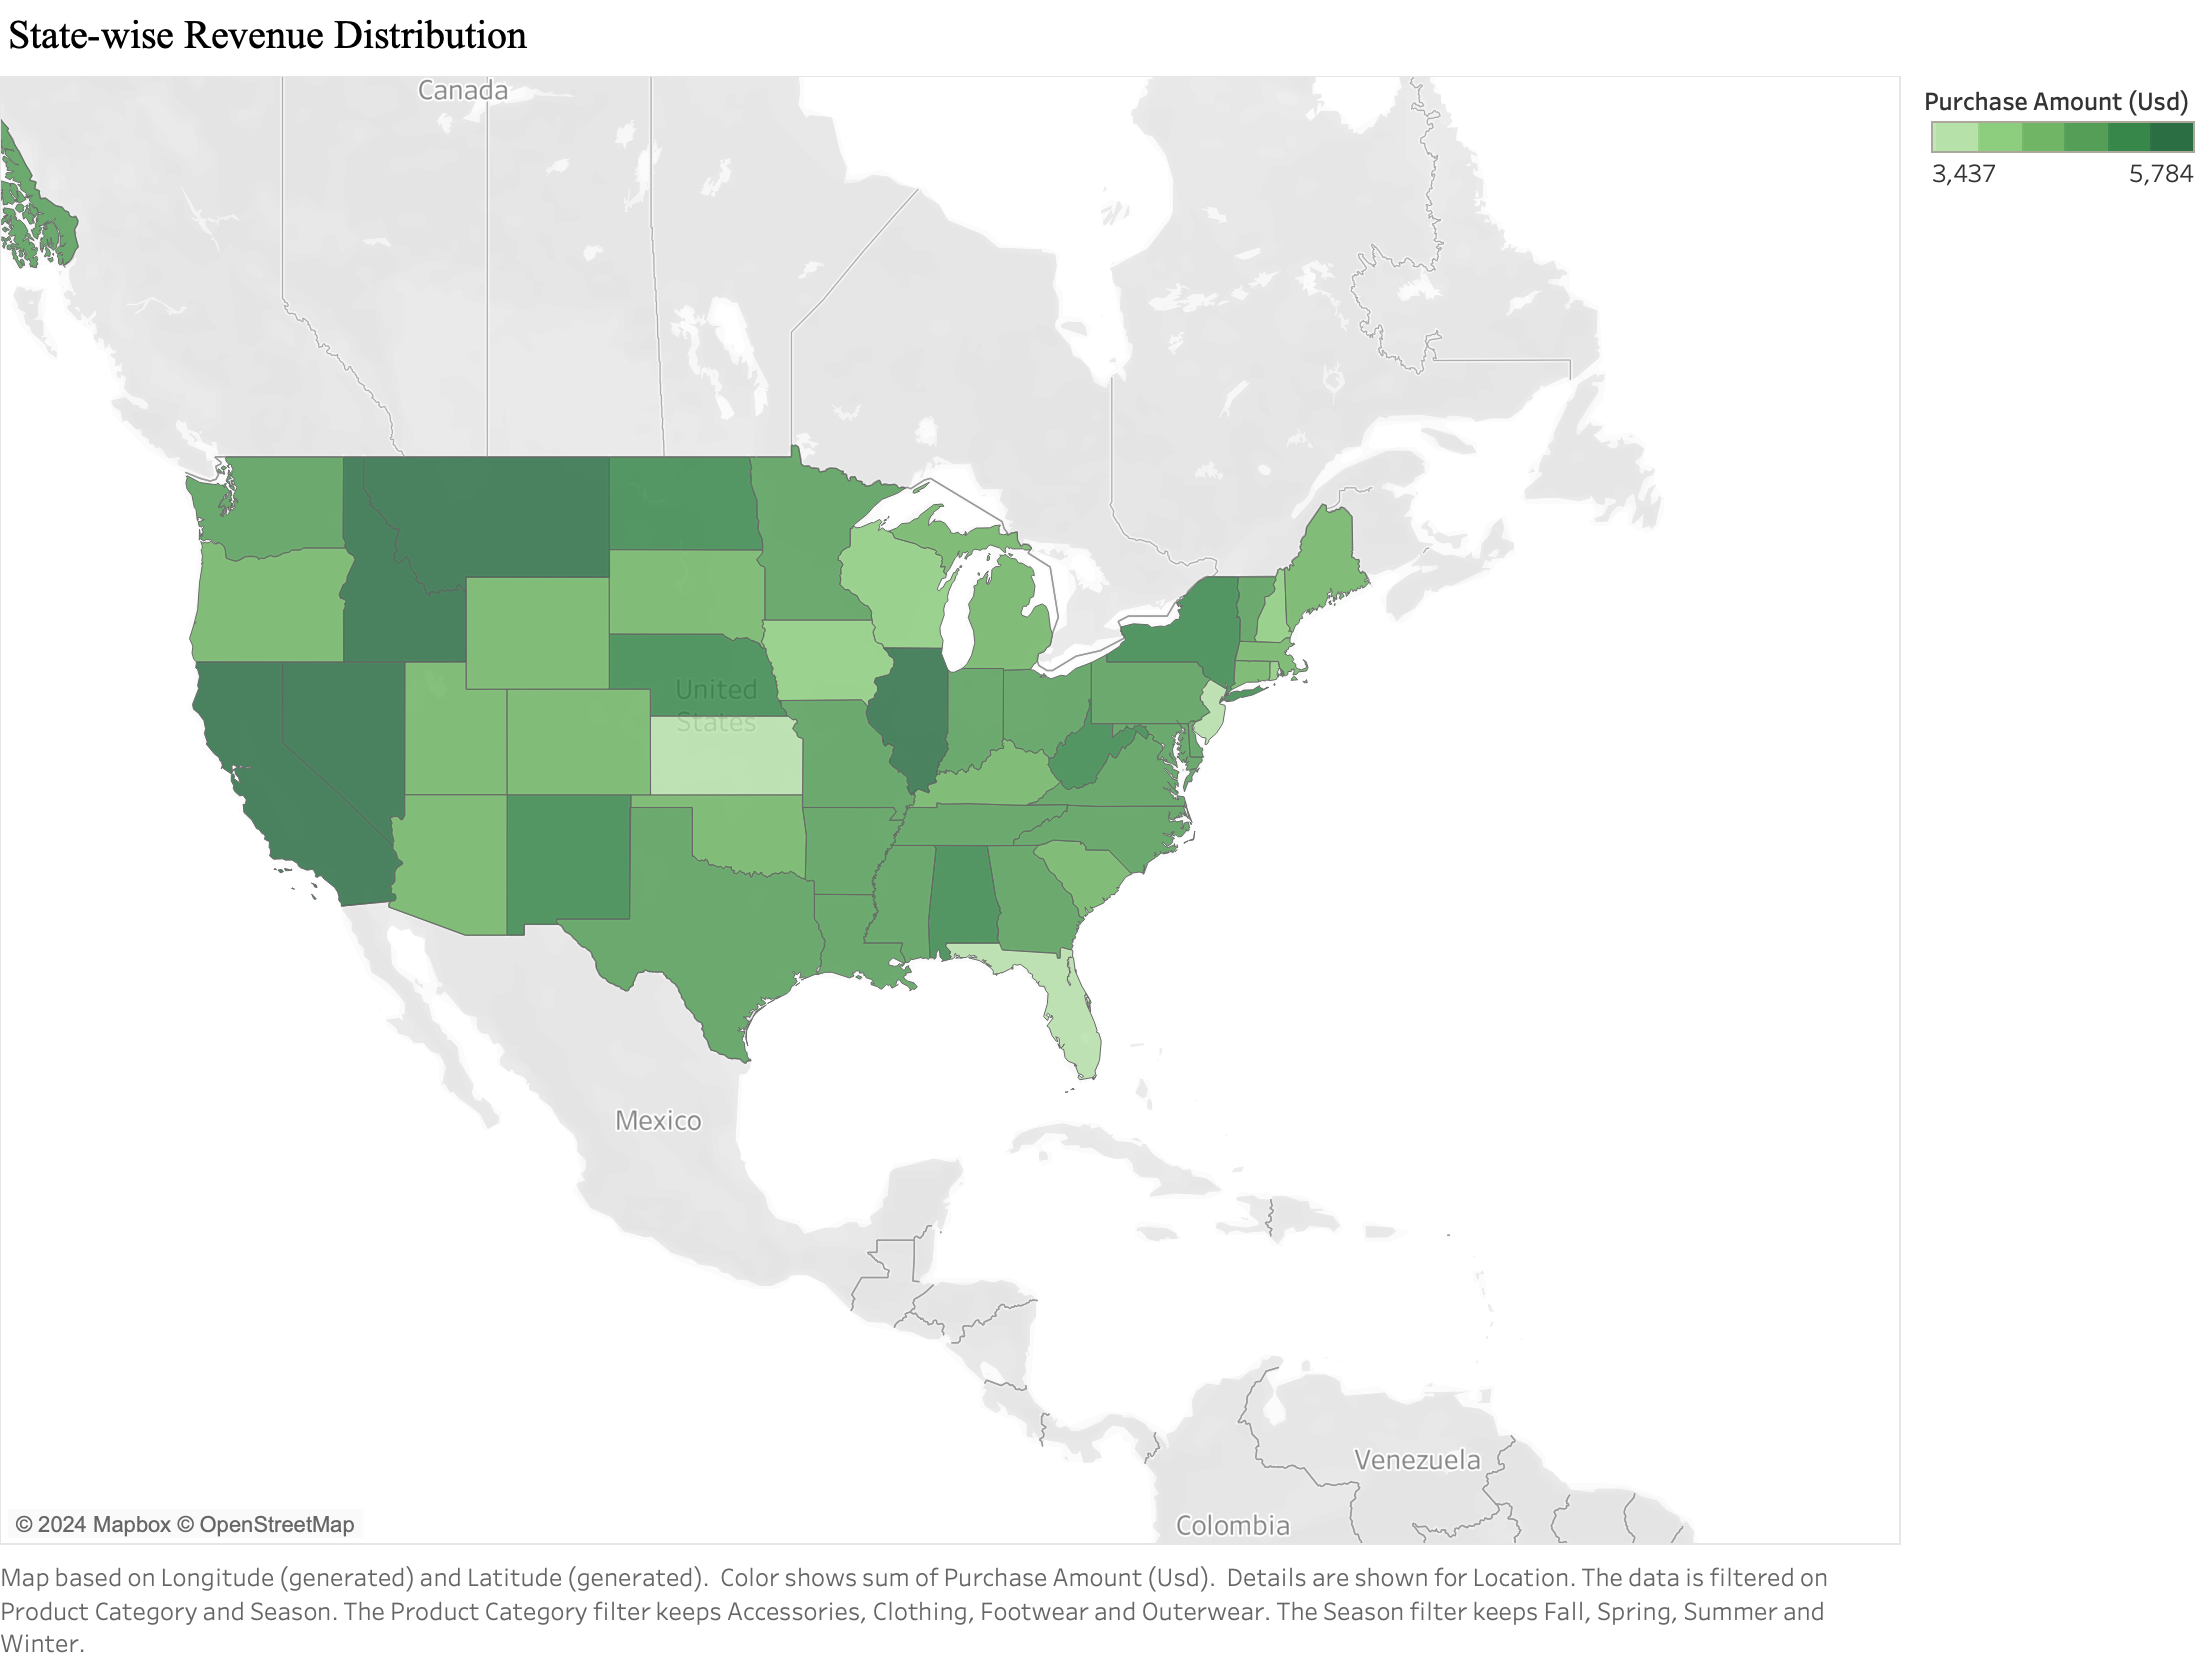 State-wise Revenue Distribution
Canada
Purchase Amount (Usd)
3,437 5,784
United
States
Mexico
Venezuela
Colombia
© 2024 Mapbox © OpenStreetMap
Map based on Longitude (generated) and Latitude (generated).  Color shows sum of Purchase Amount (Usd).  Details are shown for Location. The data is filtered on
Product Category and Season. The Product Category filter keeps Accessories, Clothing, Footwear and Outerwear. The Season filter keeps Fall, Spring, Summer and
Winter.